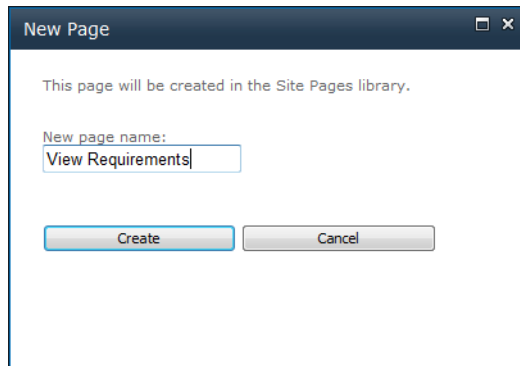 New Page
This page will be created in the Site Pages library.
New page name:
View Requirements
Create Cancel